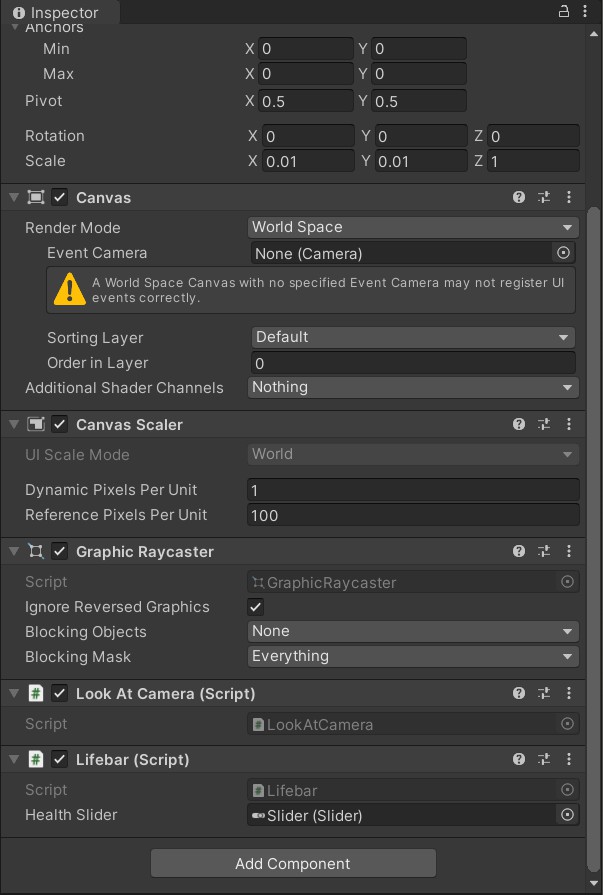 Inspector
Anchors
Min X 0 Y 0
Max X 0 Y 0
Pivot X 0.5 Y 0.5
Rotation X 0 Y 0 Z 0
Scale X 0.01 Y 0.01 Z 1
Canvas
Render Mode World Space
Event Camera None (Camera)
A World Space Canvas with no specified Event Camera may not register UI
events correctly.
Sorting Layer Default
Order in Layer 0
Additional Shader Channels Nothing
Canvas Scaler
UI Scale Mode World
Dynamic Pixels Per Unit 1
Reference Pixels Per Unit 100
Graphic Raycaster
Script GraphicRaycaster
Ignore Reversed Graphics
Blocking Objects None
Blocking Mask Everything
# Look At Camera (Script)
Script # LookAtCamera
# Lifebar (Script)
Script # Lifebar
Health Slider Slider (Slider)
Add Component